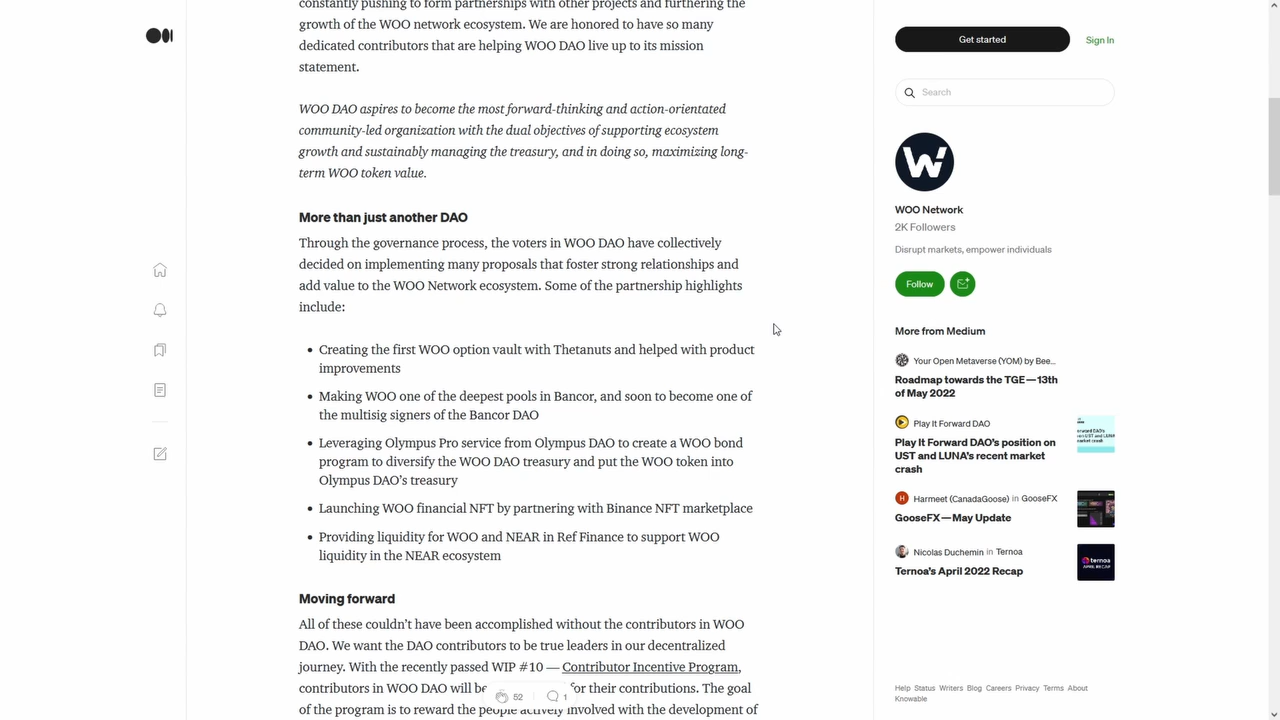 constantly pushing to form partnerships with other projects and furthering the
growth of the WOO network ecosystem. We are honored to have so many
dedicated contributors that are helping WOO DAO live up to its mission
statement.
WOO DAO aspires to become the most forward-thinking and action-orientated
community-led organization with the dual objectives of supporting ecosystem
growth and sustainably managing the treasury, and in doing so, maximizing long-
term WOO token value.
More than just another DAO
Through the governance process, the voters in WOO DAO have collectively
decided on implementing many proposals that foster strong relationships and
add value to the WOO Network ecosystem. Some of the partnership highlights
include:
Creating the first WOO option vault with Thetanuts and helped with product
improvements
Making WOO one of the deepest pools in Bancor, and soon to become one of
the multisig signers of the Bancor DAO
Leveraging Olympus Pro service from Olympus DAO to create a WOO bond
program to diversify the WOO DAO treasury and put the WOO token into
Olympus DAO's treasury
Launching WOO financial NFT by partnering with Binance NFT marketplace
Providing liquidity for WOO and NEAR in Ref Finance to support WOO
liquidity in the NEAR ecosystem
Moving forward
All of these couldn't have been accomplished without the contributors in WOO
DAO. We want the DAO contributors to be true leaders in our decentralized
journey. With the recently passed WIP #10 — Contributor Incentive Program,
contributors in WOO DAO will be for their contributions. The goal
52 1
of the program is to reward the people actively involved with the development of
Get started Sign In
Search
W
WOO Network
2K Followers
Disrupt markets, empower individuals
Follow
More from Medium
Your Open Metaverse (YOM) by Bee...
Roadmap towards the TGE — 13th
of May 2022
Play It Forward DAO
Play It Forward DAO's position on
UST and LUNA's recent market
crash
Harmeet (CanadaGoose) in GooseFX
GooseFX — May Update
Nicolas Duchemin in Ternoa
Ternoa's April 2022 Recap
ternoa
APRIL RECAP
Help Status Writers Blog Careers Privacy Terms About
Knowable